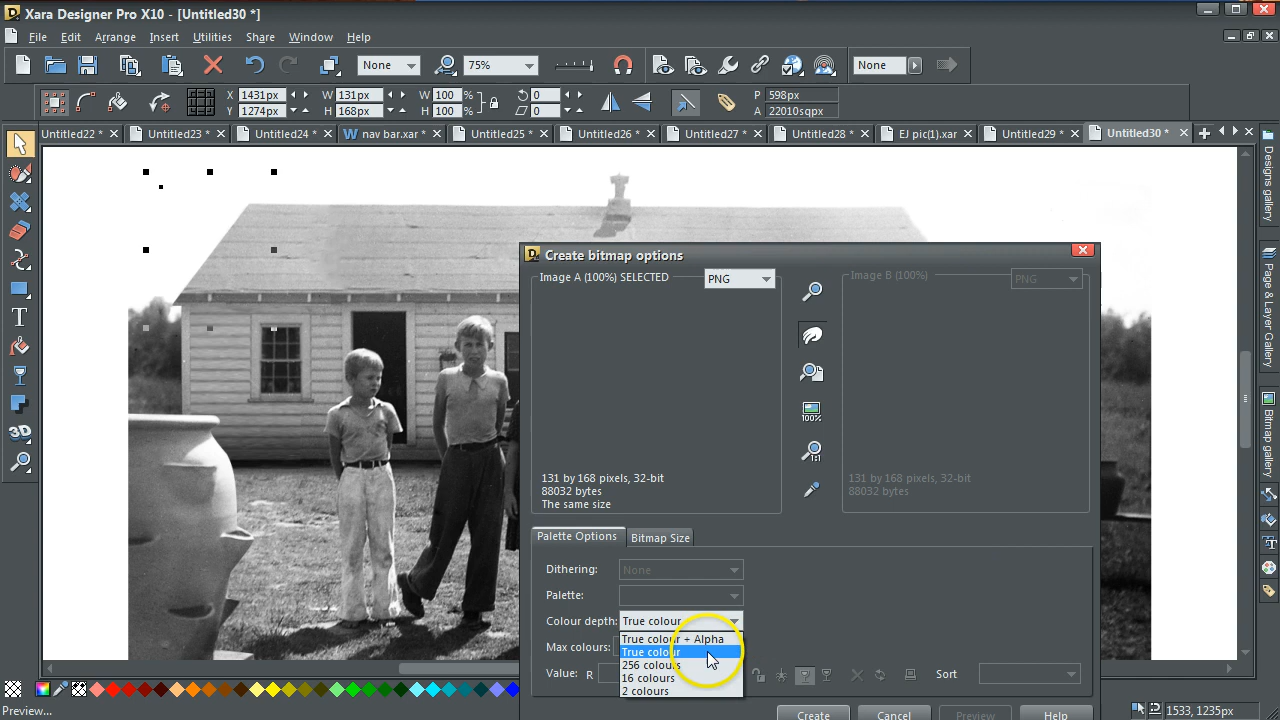 Xara Designer Pro X10 - [Untitled30 *]
File Edit Arrange Insert Utilities Share Window Help
None 75% None
X 1431px W 131px W 100 % 0 P 598px
Y 1274px H 168px H 100 % 0 A 22010sqpx
Untitled22 * Untitled23 * Untitled24 * nav bar.xar * Untitled25 * Untitled26 * Untitled27 * Untitled28 * EJ pic(1).xar Untitled29 * Untitled30 *
Designs gallery
Page & Layer Gallery
Bitmap gallery
T
3D
Create bitmap options
Image A (100%) SELECTED PNG
Image B (100%) PNG
100%
1:1
131 by 168 pixels, 32-bit
88032 bytes
The same size
131 by 168 pixels, 32-bit
88032 bytes
Palette Options Bitmap Size
Dithering: None
Palette:
Colour depth: True colour
True colour + Alpha
Max colours: True colour
256 colours
Value: R 16 colours Sort
2 colours
Create Cancel Preview Help
Preview... 1533, 1235px